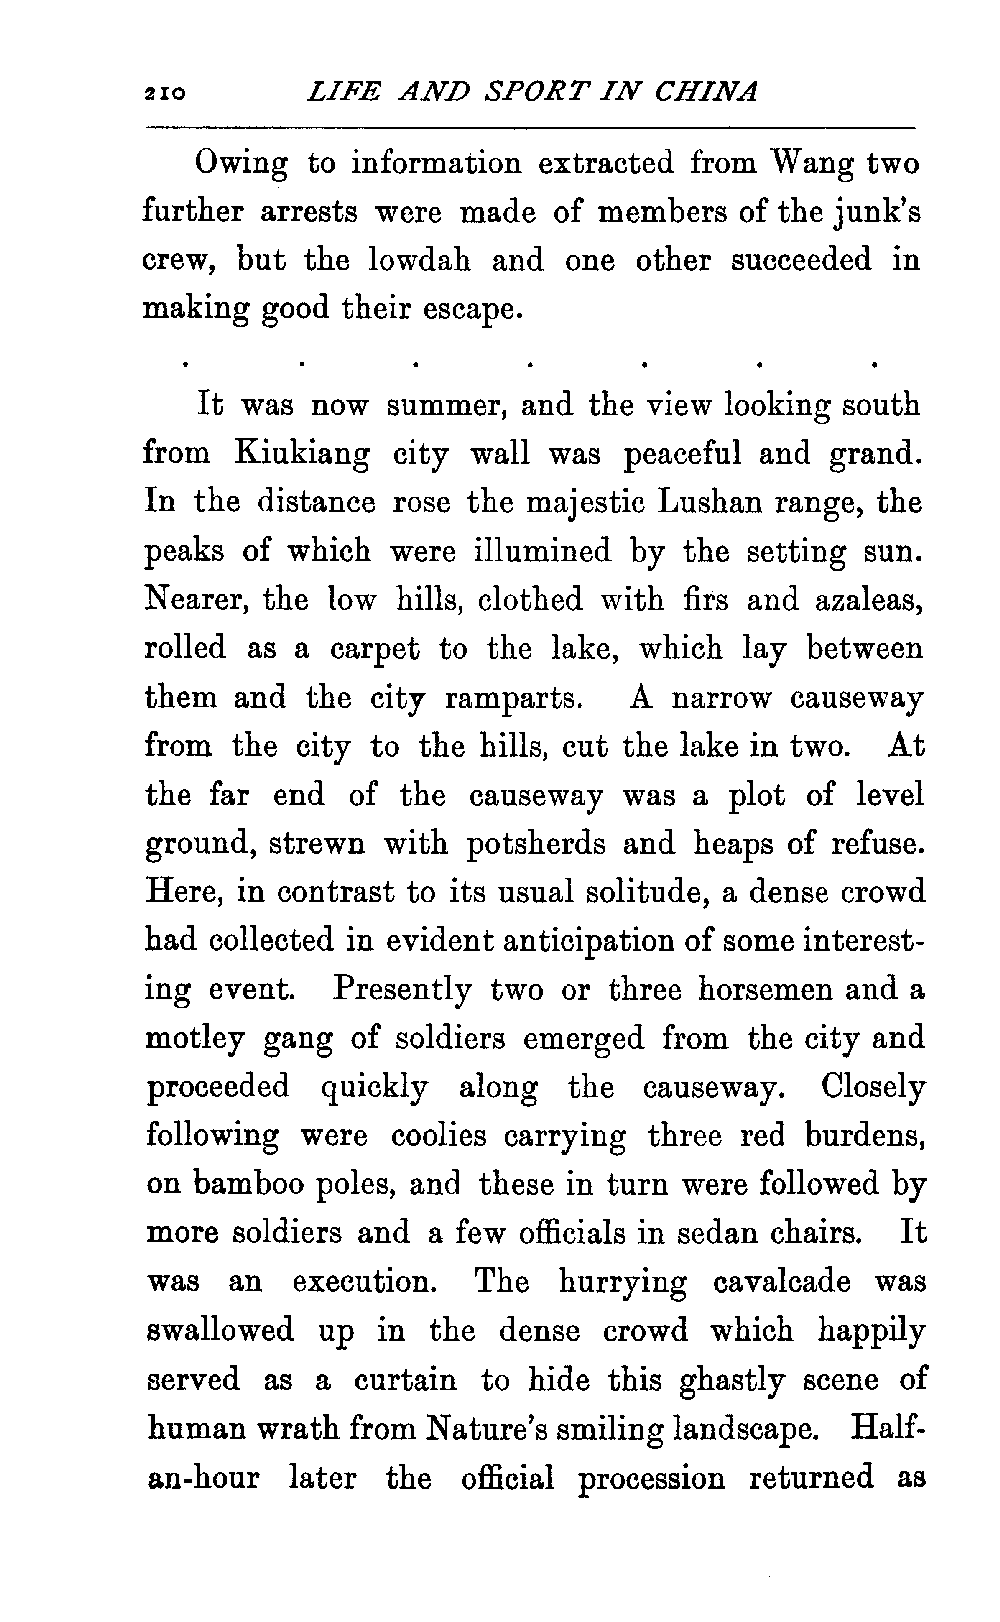 210 LIFE AND SPORT IN CHINA
Owing to information extracted from Wang two
further arrests were made of members of the junk's
crew, but the lowdah and one other succeeded in
making good their escape.
. . . . . . .
It was now summer, and the view looking south
from Kiukiang city wall was peaceful and grand.
In the distance rose the majestic Lushan range, the
peaks of which were illumined by the setting sun.
Nearer, the low hills, clothed with firs and azaleas,
rolled as a carpet to the lake, which lay between
them and the city ramparts. A narrow causeway
from the city to the hills, cut the lake in two. At
the far end of the causeway was a plot of level
ground, strewn with potsherds and heaps of refuse.
Here, in contrast to its usual solitude, a dense crowd
had collected in evident anticipation of some interest-
ing event. Presently two or three horsemen and a
motley gang of soldiers emerged from the city and
proceeded quickly along the causeway. Closely
following were coolies carrying three red burdens,
on bamboo poles, and these in turn were followed by
more soldiers and a few officials in sedan chairs. It
was an execution. The hurrying cavalcade was
swallowed up in the dense crowd which happily
served as a curtain to hide this ghastly scene of
human wrath from Nature's smiling landscape. Half-
an-hour later the official procession returned as